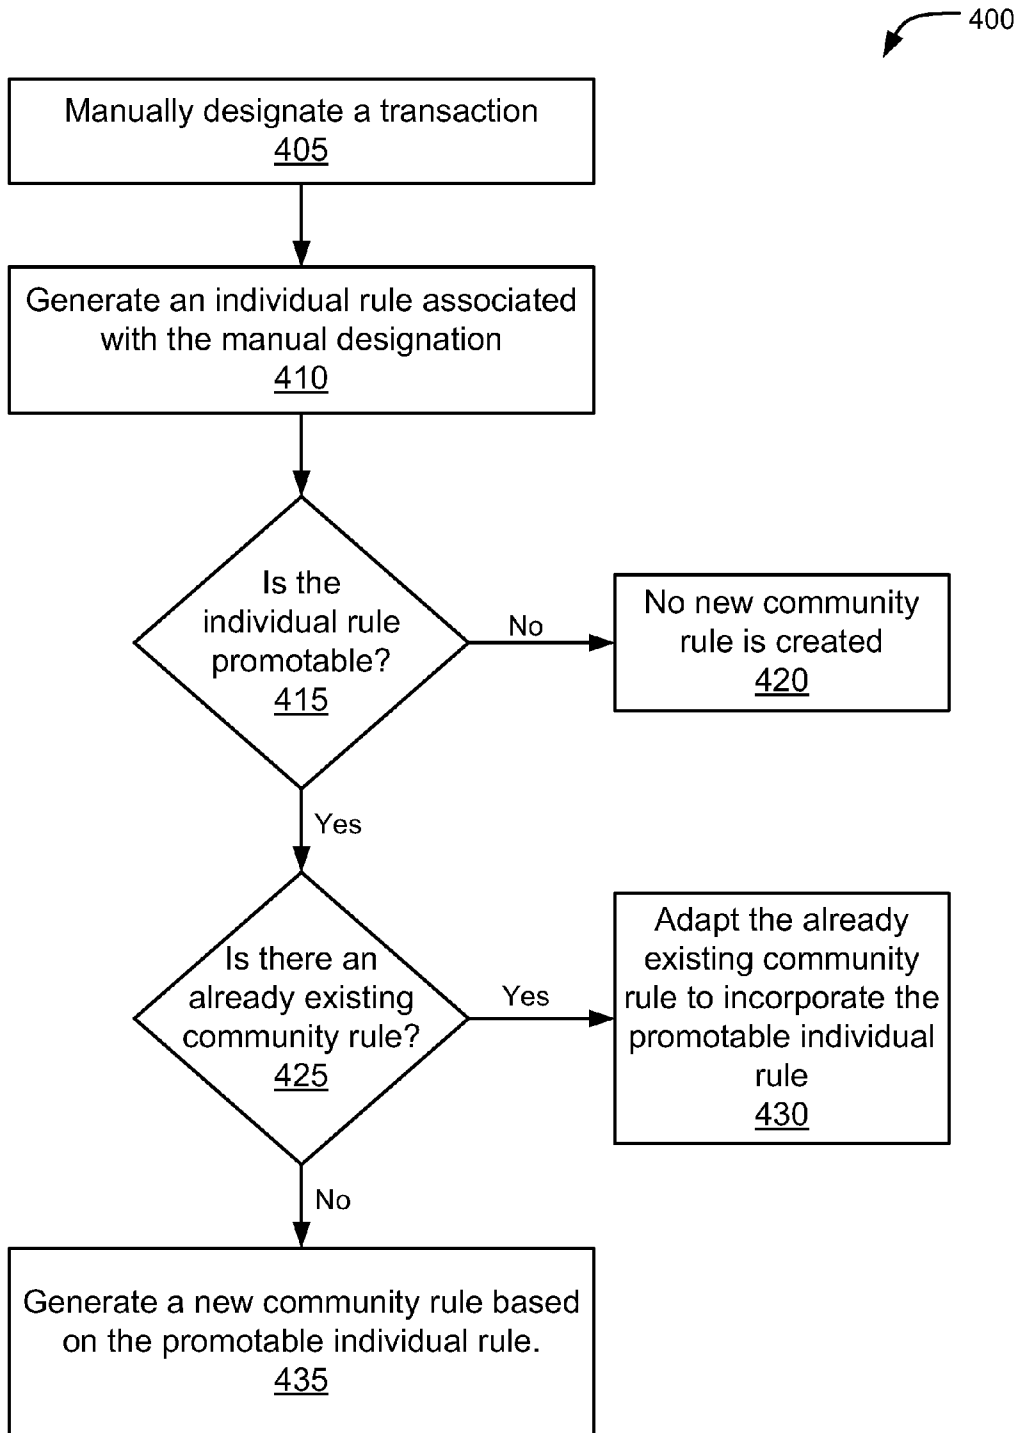 400
Manually designate a transaction
405
Generate an individual rule associated
with the manual designation
410
Is the
individual rule
promotable?
415
No
No new community
rule is created
420
Yes
Is there an
already existing
community rule?
425
Yes
Adapt the already
existing community
rule to incorporate the
promotable individual
rule
430
No
Generate a new community rule based
on the promotable individual rule.
435